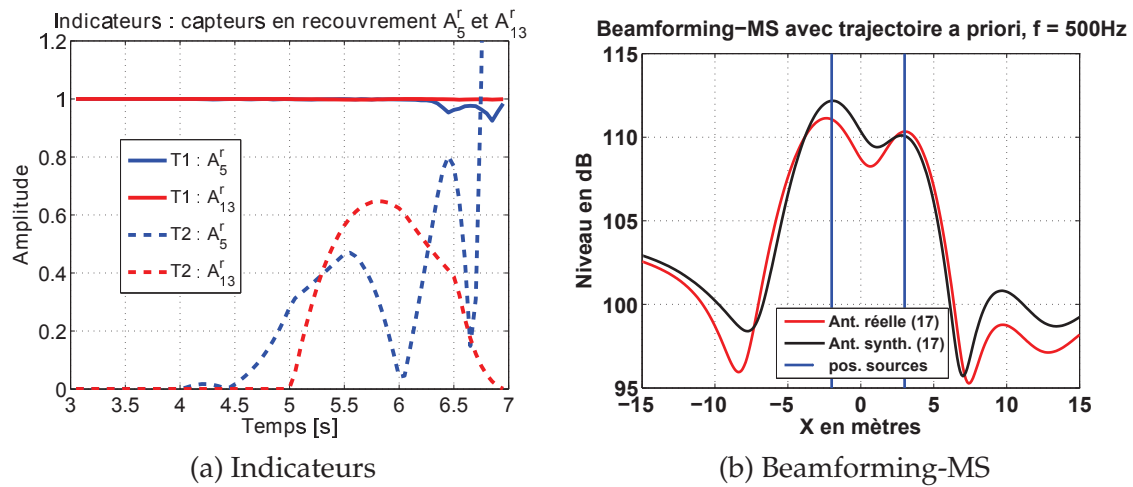 Indicateurs : capteurs en recouvrement A₅ʳ et A₁₃ʳ
1.2
1
0.8
0.6
0.4
0.2
0
Amplitude
T1 : A₅ʳ
T1 : A₁₃ʳ
T2 : A₅ʳ
T2 : A₁₃ʳ
3 3.5 4 4.5 5 5.5 6 6.5 7
Temps [s]
(a) Indicateurs
Beamforming−MS avec trajectoire a priori, f = 500Hz
115
110
105
100
95
Niveau en dB
Ant. réelle (17)
Ant. synth. (17)
pos. sources
−15 −10 −5 0 5 10 15
X en mètres
(b) Beamforming-MS